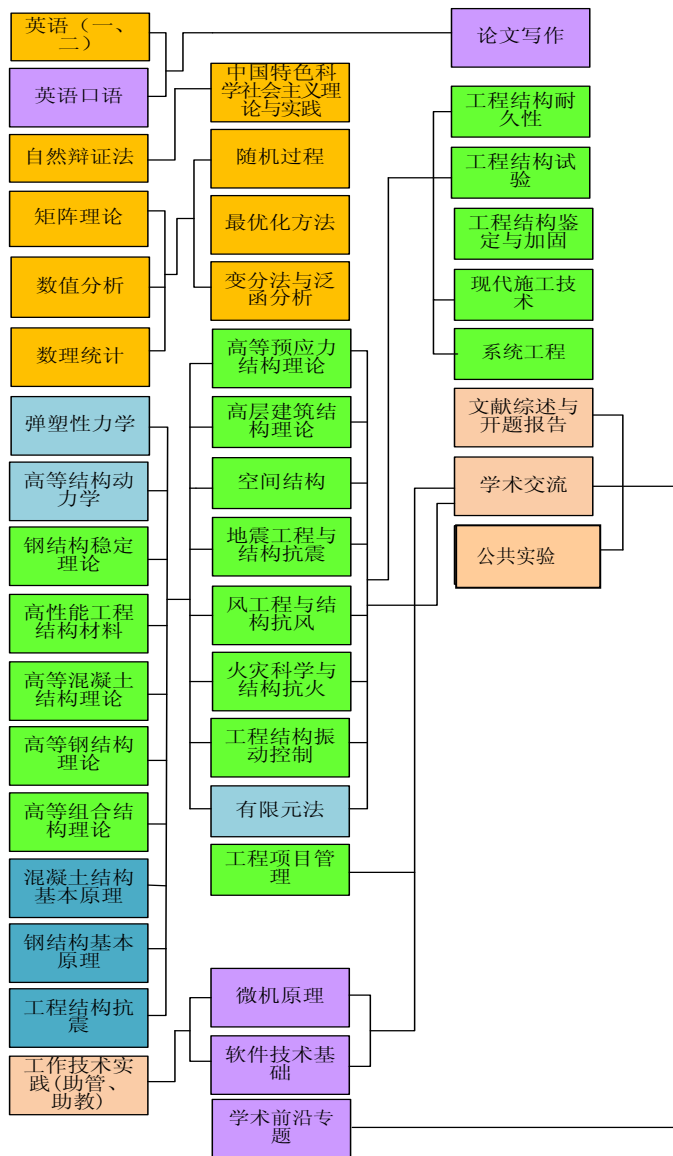 英语（一、
二）
英语口语
自然辩证法
矩阵理论
数值分析
数理统计
弹塑性力学
高等结构动
力学
钢结构稳定
理论
高性能工程
结构材料
高等混凝土
结构理论
高等钢结构
理论
高等组合结
构理论
混凝土结构
基本原理
钢结构基本
原理
工程结构抗
震
工作技术实
践(助管、
助教)
中国特色科
学社会主义理
论与实践
随机过程
最优化方法
变分法与泛
函分析
高等预应力
结构理论
高层建筑结
构理论
空间结构
地震工程与
结构抗震
风工程与结
构抗风
火灾科学与
结构抗火
工程结构振
动控制
有限元法
工程项目管
理
微机原理
软件技术基
础
学术前沿专
题
论文写作
工程结构耐
久性
工程结构试
验
工程结构鉴
定与加固
现代施工技
术
系统工程
文献综述与
开题报告
学术交流
公共实验